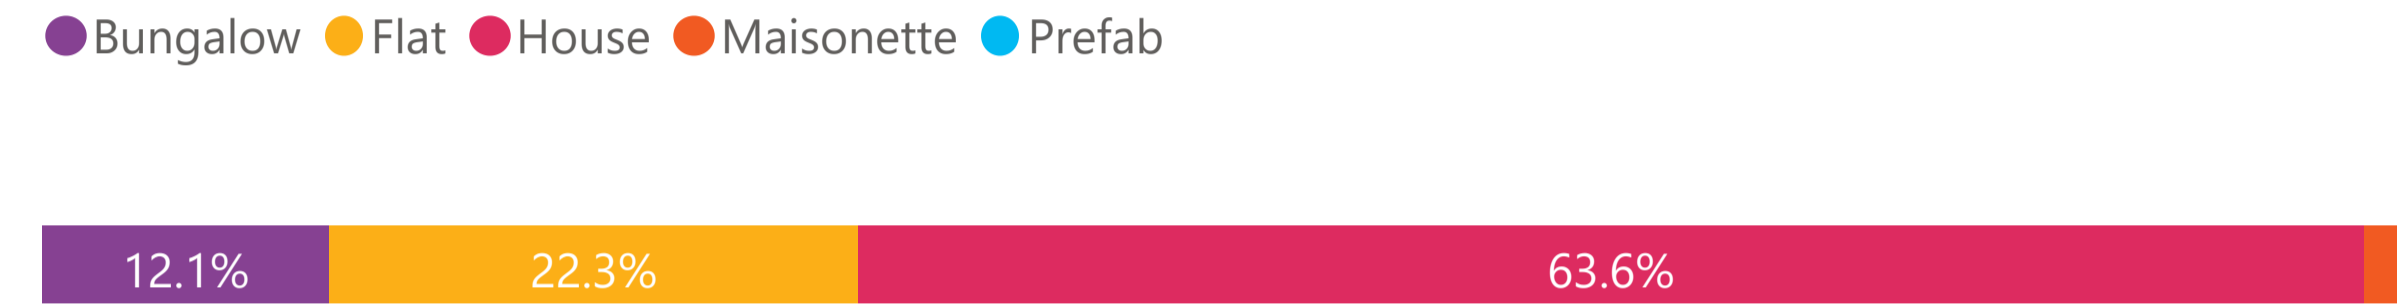 Bungalow Flat House Maisonette Prefab
12.1% 22.3% 63.6%